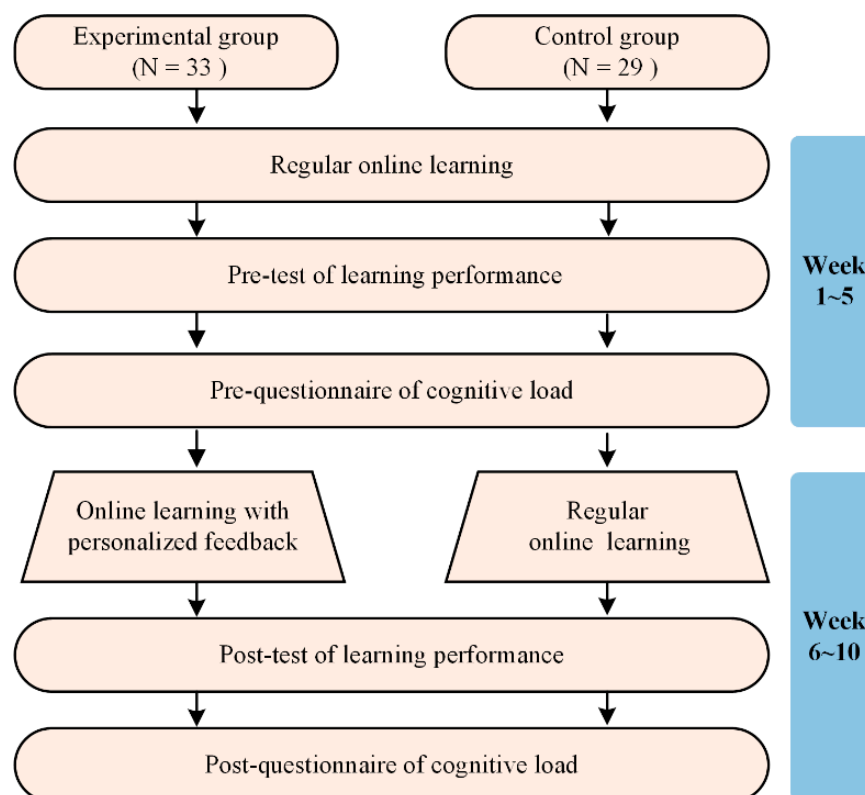 Experimental group
(N = 33 )
Control group
(N = 29 )
Regular online learning
Pre-test of learning performance
Pre-questionnaire of cognitive load
Week
1~5
Online learning with
personalized feedback
Regular
online  learning
Post-test of learning performance
Post-questionnaire of cognitive load
Week
6~10